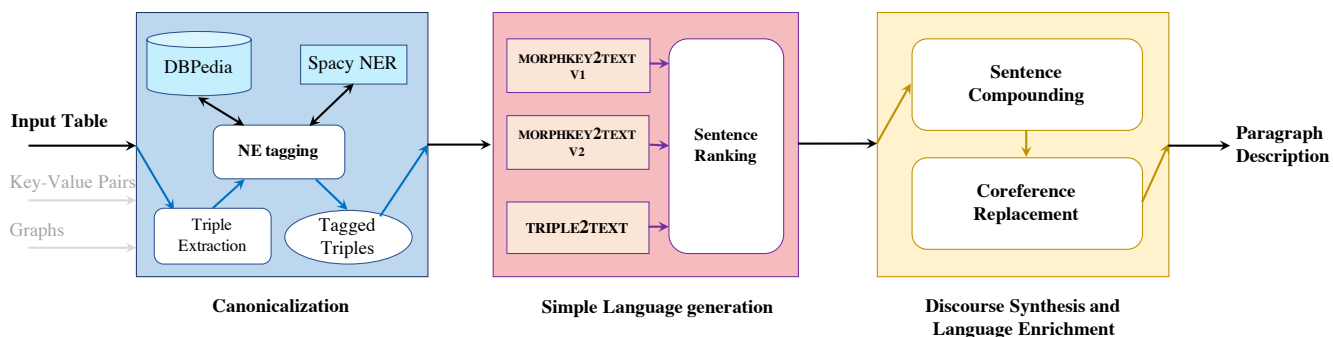 Input Table
Key-Value Pairs
Graphs
DBPedia
Spacy NER
NE tagging
Triple
Extraction
Tagged
Triples
Canonicalization
MORPHKEY2TEXT
V1
MORPHKEY2TEXT
V2
TRIPLE2TEXT
Sentence
Ranking
Simple Language generation
Sentence
Compounding
Coreference
Replacement
Discourse Synthesis and
Language Enrichment
Paragraph
Description